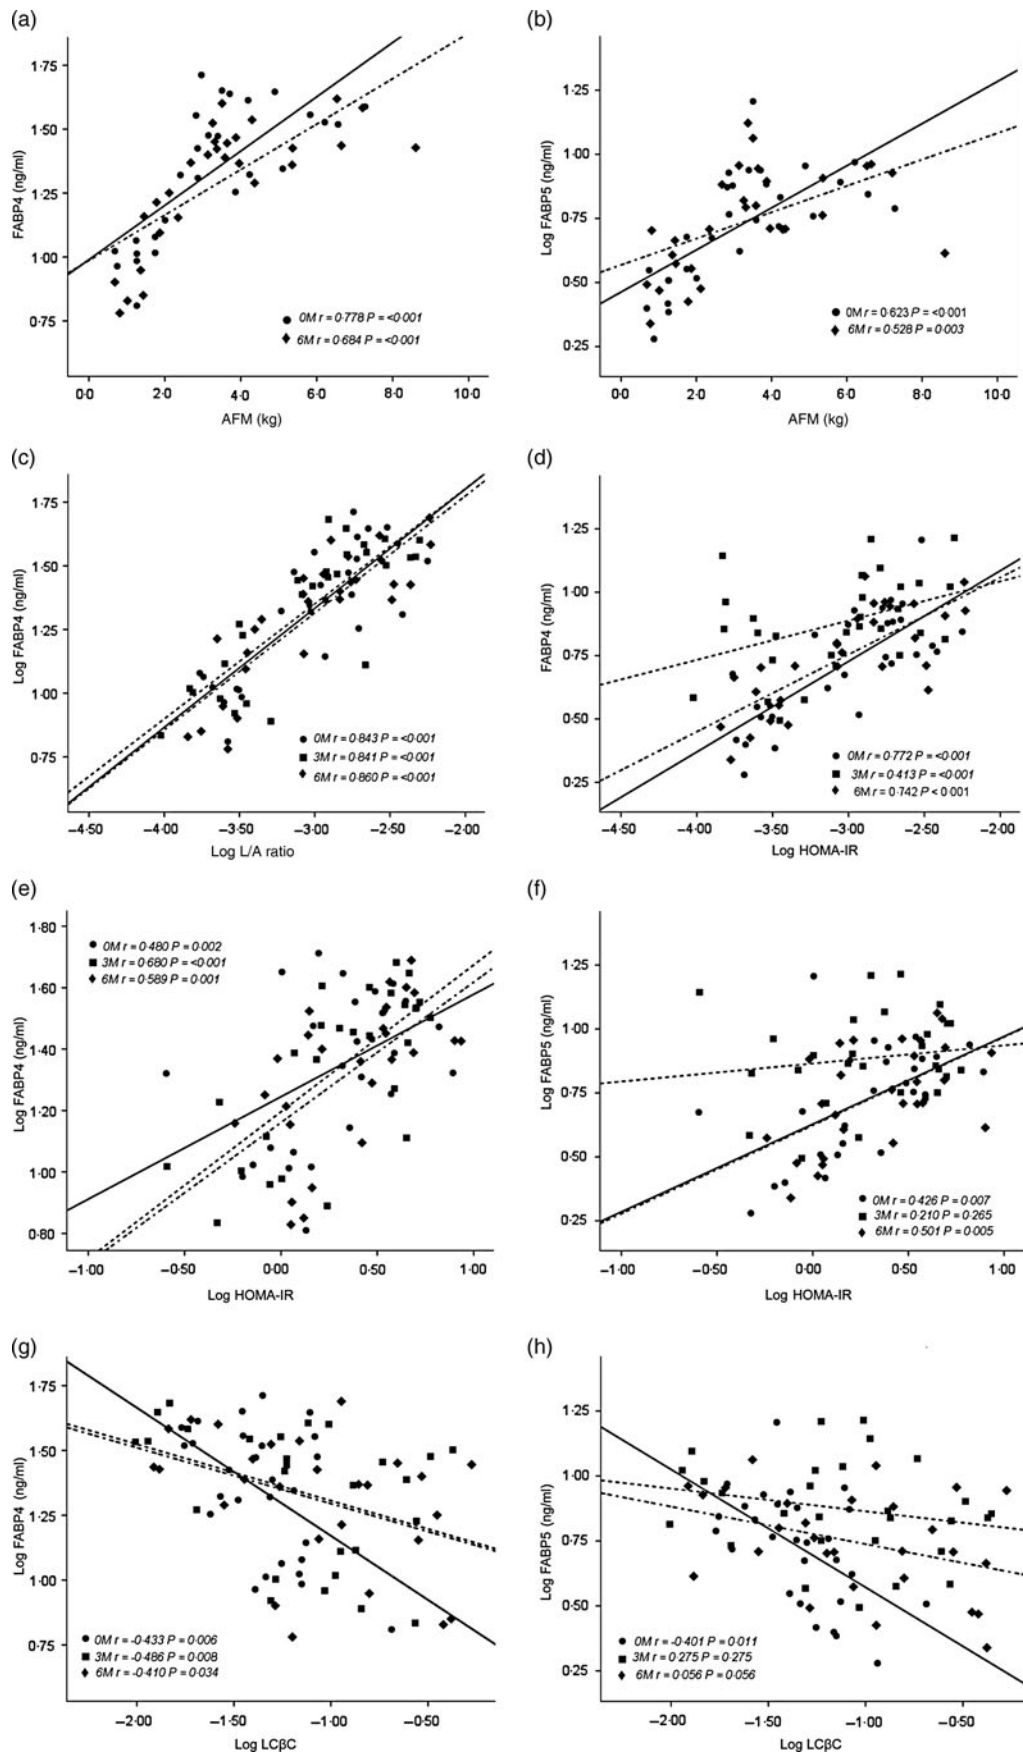 (a)
1·75
1·50
1·25
1·00
0·75
FABP4 (ng/ml)
0M r = 0·778 P = <0·001
6M r = 0·684 P = <0·001
0·0 2·0 4·0 6·0 8·0 10·0
AFM (kg)
(b)
1·25
1·00
0·75
0·50
0·25
Log FABP5 (ng/ml)
0M r = 0·623 P = <0·001
6M r = 0·528 P = 0·003
0·0 2·0 4·0 6·0 8·0 10·0
AFM (kg)
(c)
1·75
1·50
1·25
1·00
0·75
Log FABP4 (ng/ml)
0M r = 0·843 P = <0·001
3M r = 0·841 P = <0·001
6M r = 0·860 P = <0·001
–4·50 –4·00 –3·50 –3·00 –2·50 –2·00
Log L/A ratio
(d)
1·25
1·00
0·75
0·50
0·25
FABP4 (ng/ml)
0M r = 0·772 P = <0·001
3M r = 0·413 P = <0·001
6M r = 0·742 P < 0·001
–4·50 –4·00 –3·50 –3·00 –2·50 –2·00
Log HOMA-IR
(e)
1·80
1·60
1·40
1·20
1·00
0·80
Log FABP4 (ng/ml)
0M r = 0·480 P = 0·002
3M r = 0·680 P = <0·001
6M r = 0·589 P = 0·001
–1·00 –0·50 0·00 0·50 1·00
Log HOMA-IR
(f)
1·25
1·00
0·75
0·50
0·25
Log FABP5 (ng/ml)
0M r = 0·426 P = 0·007
3M r = 0·210 P = 0·265
6M r = 0·501 P = 0·005
–1·00 –0·50 0·00 0·50 1·00
Log HOMA-IR
(g)
1·75
1·50
1·25
1·00
0·75
Log FABP4 (ng/ml)
0M r = -0·433 P = 0·006
3M r = -0·486 P = 0·008
6M r = -0·410 P = 0·034
–2·00 –1·50 –1·00 –0·50
Log LCβC
(h)
1·25
1·00
0·75
0·50
0·25
Log FABP5 (ng/ml)
0M r = -0·401 P = 0·011
3M r = 0·275 P = 0·275
6M r = 0·056 P = 0·056
–2·00 –1·50 –1·00 –0·50
Log LCβC